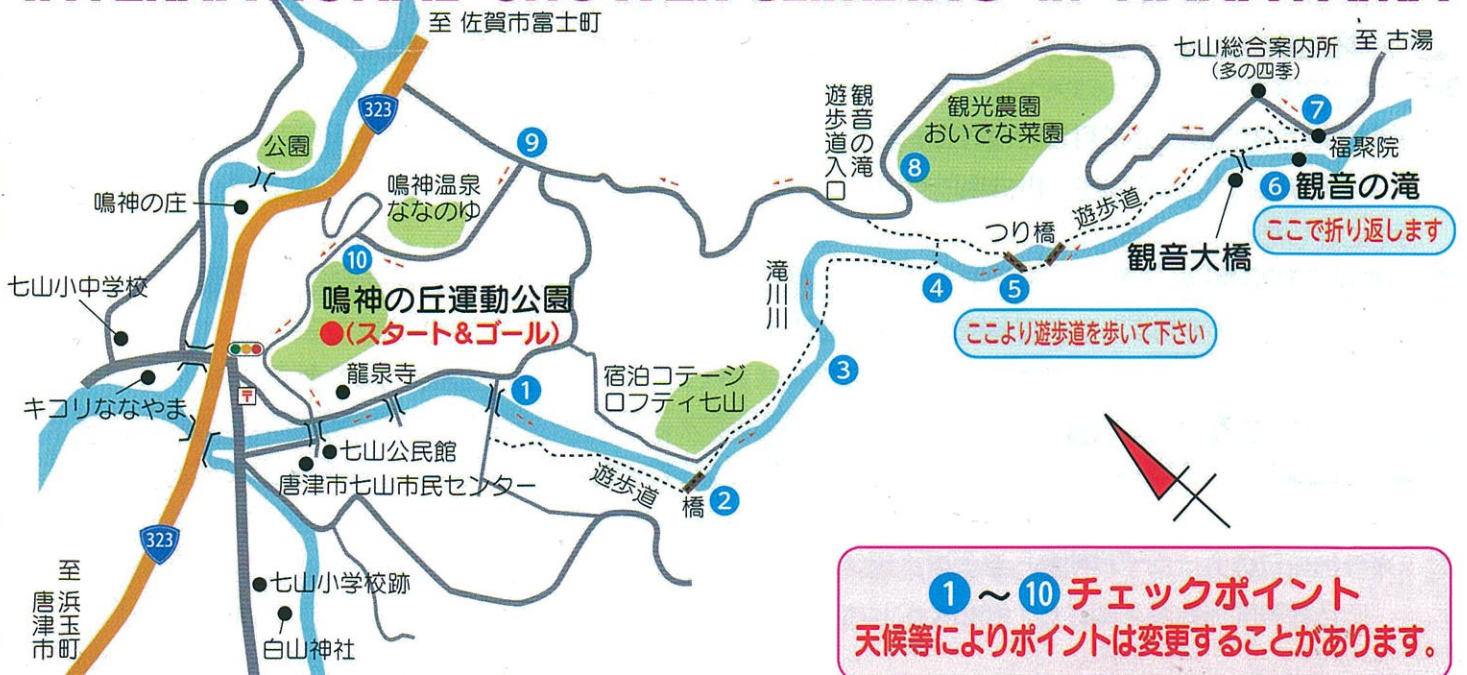 至 佐賀市富士町
323
公園
鳴神の庄
鳴神温泉
ななのゆ
9
観音の滝
遊歩道入口
観光農園
おいでな菜園
8
七山総合案内所
(多の四季)
至 古湯
7
福聚院
6 観音の滝
ここで折り返します
観音大橋
遊歩道
つり橋
5
4
ここより遊歩道を歩いて下さい
滝川川
3
七山小中学校
10
鳴神の丘運動公園
●(スタート&ゴール)
龍泉寺
キコリななやま
〒
1
宿泊コテージ
ロフティ七山
七山公民館
唐津市七山市民センター
遊歩道
橋
2
323
至
浜玉町
唐津市
七山小学校跡
白山神社
1～10 チェックポイント
天候等によりポイントは変更することがあります。